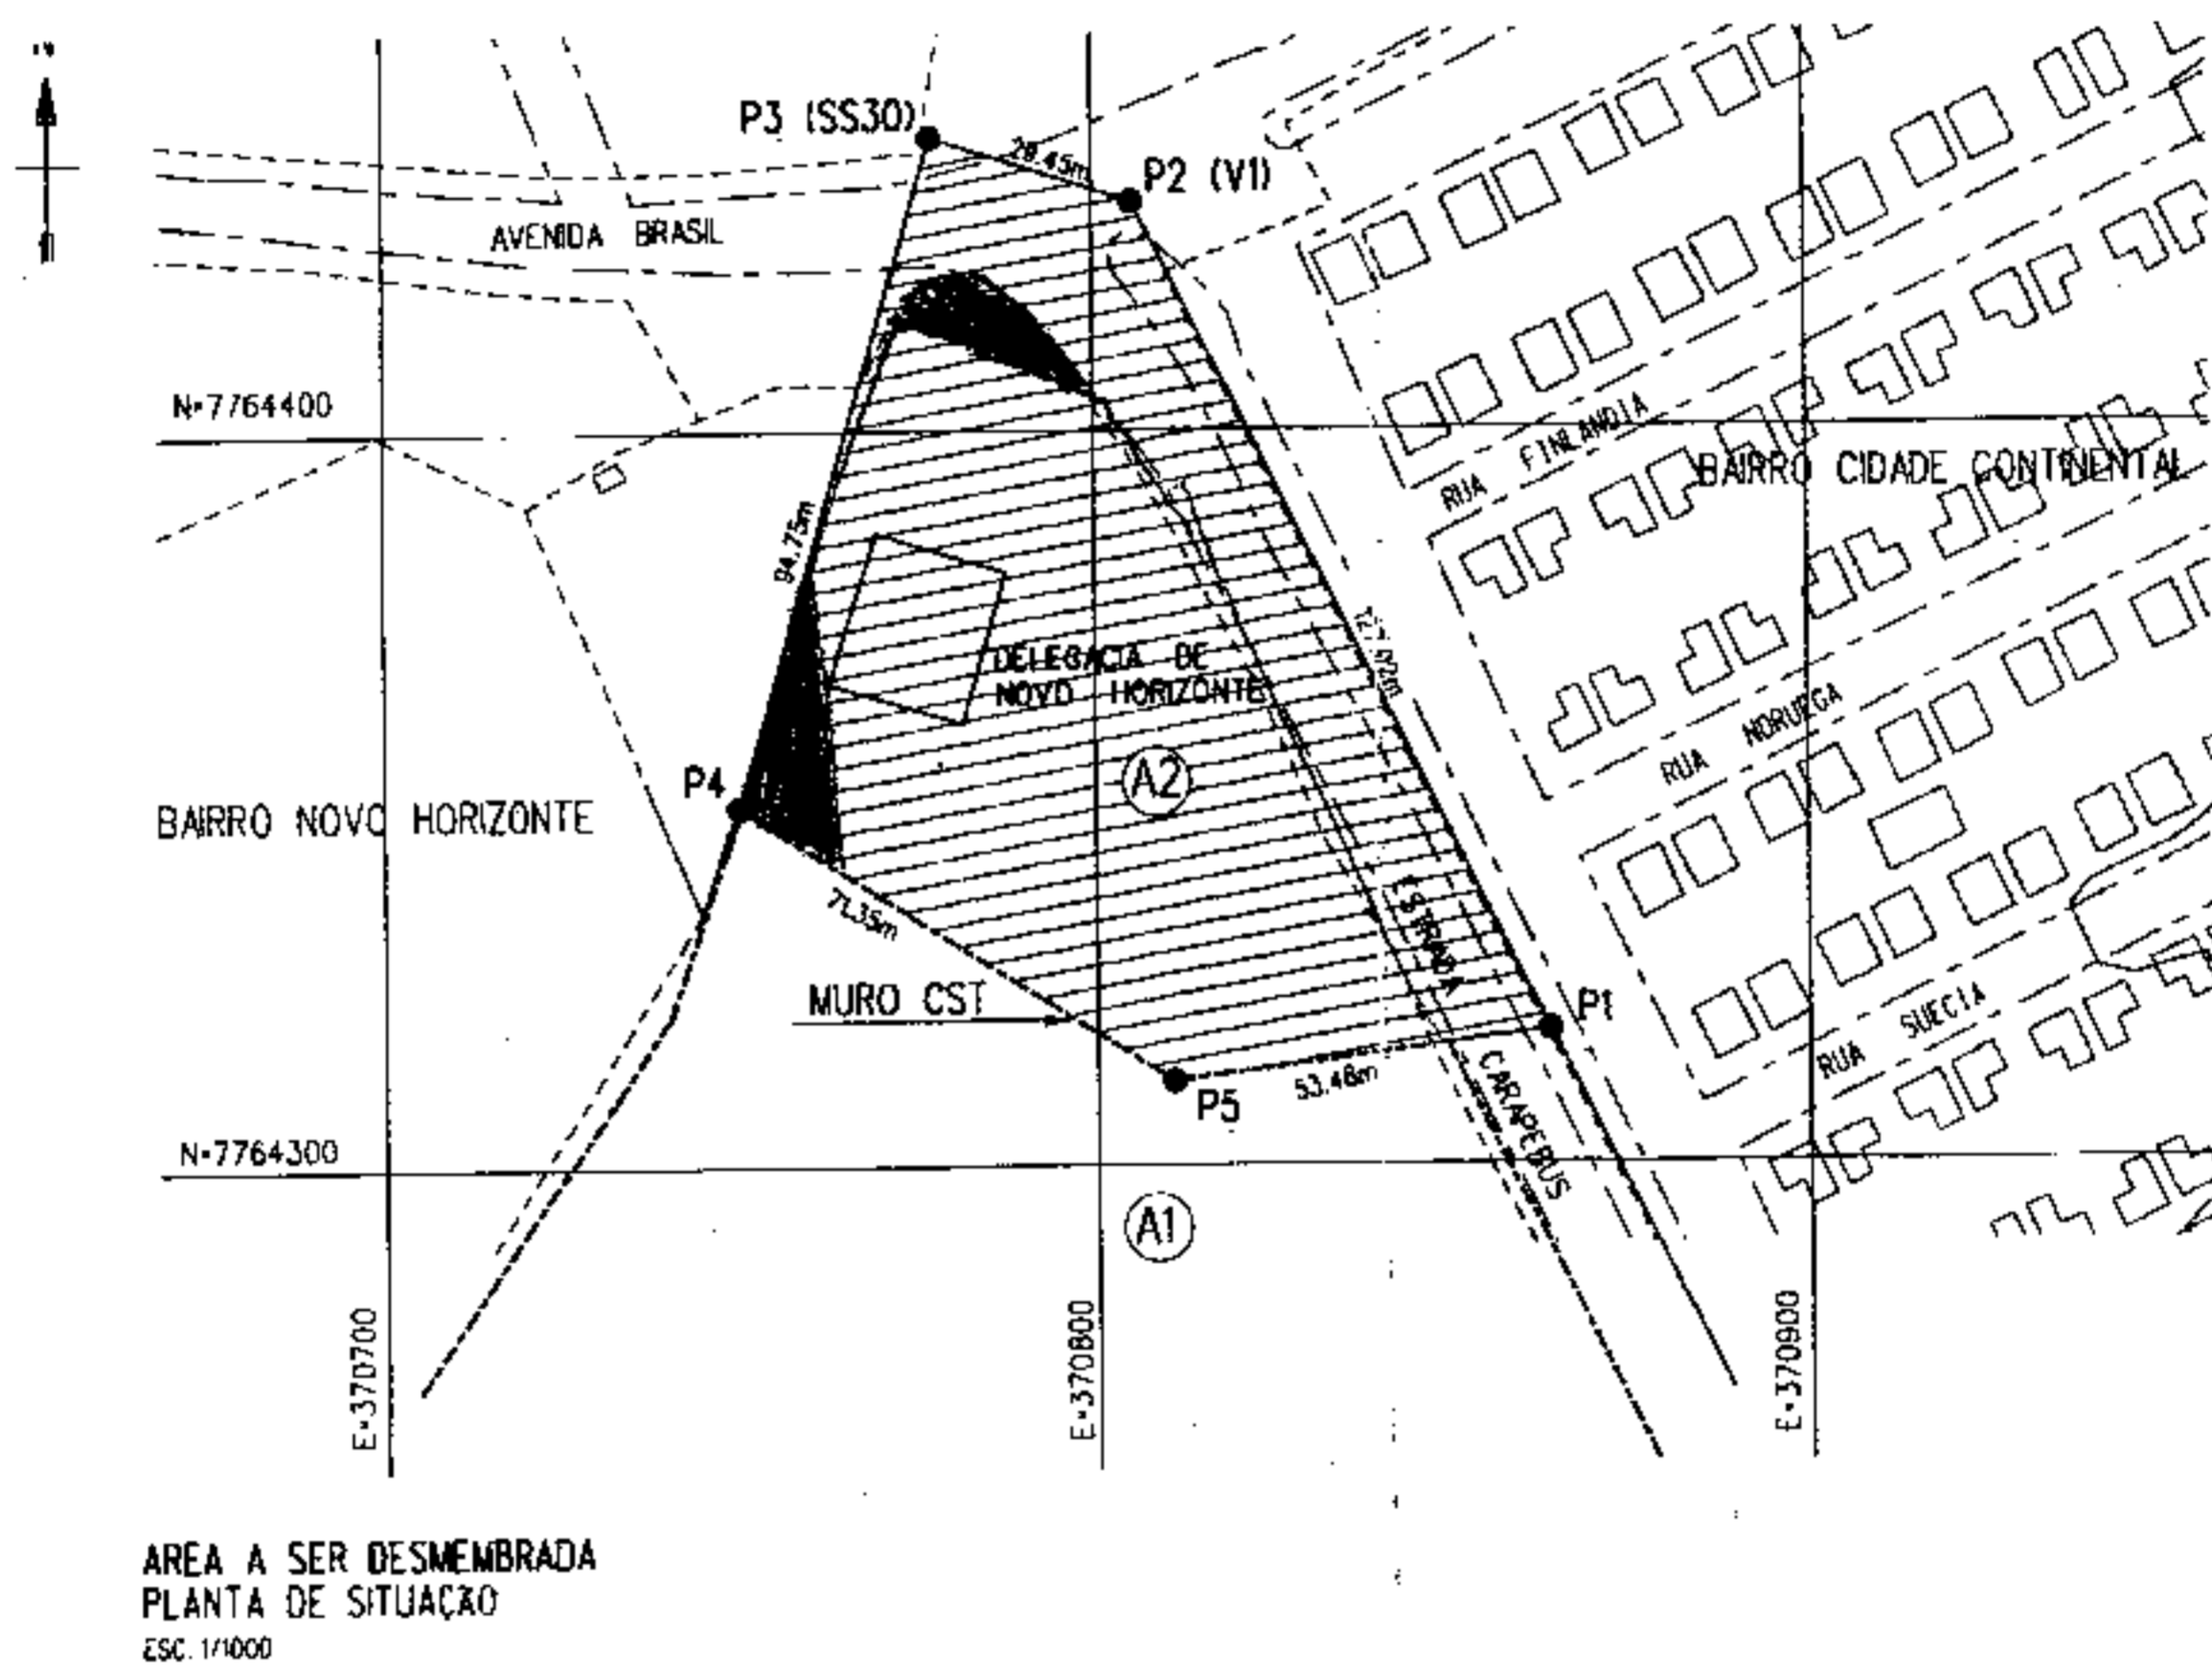 P3 (SS30)
28.45m
P2 (V1)
AVENIDA BRASIL
N=7764400
RUA FINLANDIA
BAIRRO CIDADE CONTINENTAL
94.75m
DELEGACIA DE
NOVO HORIZONTE
RUA NORUEGA
P4
A2
BAIRRO NOVO HORIZONTE
71.35m
ESTRADA CARAPEBUS
MURO CST
P1
RUA SUECIA
53.48m
P5
N=7764300
A1
E=370700
E=370800
E=370900
AREA A SER DESMEMBRADA
PLANTA DE SITUAÇÃO
ESC. 1/1000